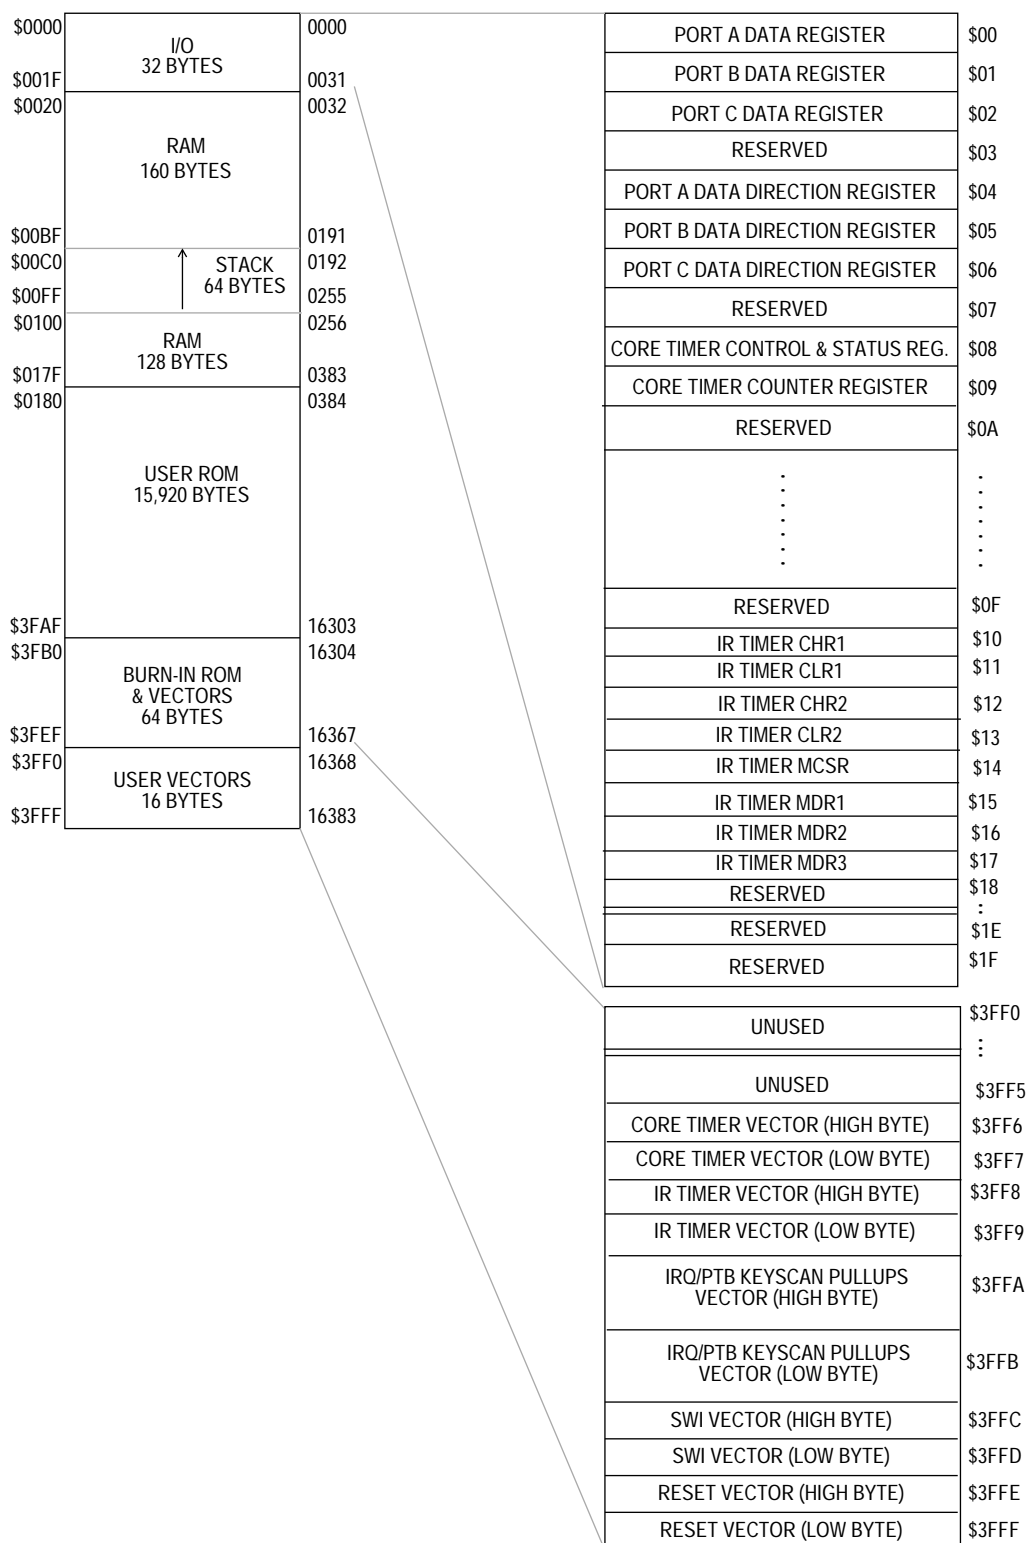 $0000
I/O
32 BYTES
0000
$001F
0031
$0020
0032
RAM
160 BYTES
$00BF
0191
$00C0
0192
STACK
64 BYTES
$00FF
0255
$0100
0256
RAM
128 BYTES
$017F
0383
$0180
0384
USER ROM
15,920 BYTES
$3FAF
16303
$3FB0
16304
BURN-IN ROM
& VECTORS
64 BYTES
$3FEF
16367
$3FF0
16368
USER VECTORS
16 BYTES
$3FFF
16383
PORT A DATA REGISTER $00
PORT B DATA REGISTER $01
PORT C DATA REGISTER $02
RESERVED $03
PORT A DATA DIRECTION REGISTER $04
PORT B DATA DIRECTION REGISTER $05
PORT C DATA DIRECTION REGISTER $06
RESERVED $07
CORE TIMER CONTROL & STATUS REG. $08
CORE TIMER COUNTER REGISTER $09
RESERVED $0A
RESERVED $0F
IR TIMER CHR1 $10
IR TIMER CLR1 $11
IR TIMER CHR2 $12
IR TIMER CLR2 $13
IR TIMER MCSR $14
IR TIMER MDR1 $15
IR TIMER MDR2 $16
IR TIMER MDR3 $17
RESERVED $18
RESERVED $1E
RESERVED $1F
UNUSED $3FF0
UNUSED $3FF5
CORE TIMER VECTOR (HIGH BYTE) $3FF6
CORE TIMER VECTOR (LOW BYTE) $3FF7
IR TIMER VECTOR (HIGH BYTE) $3FF8
IR TIMER VECTOR (LOW BYTE) $3FF9
IRQ/PTB KEYSCAN PULLUPS
VECTOR (HIGH BYTE)
$3FFA
IRQ/PTB KEYSCAN PULLUPS
VECTOR (LOW BYTE)
$3FFB
SWI VECTOR (HIGH BYTE) $3FFC
SWI VECTOR (LOW BYTE) $3FFD
RESET VECTOR (HIGH BYTE) $3FFE
RESET VECTOR (LOW BYTE) $3FFF